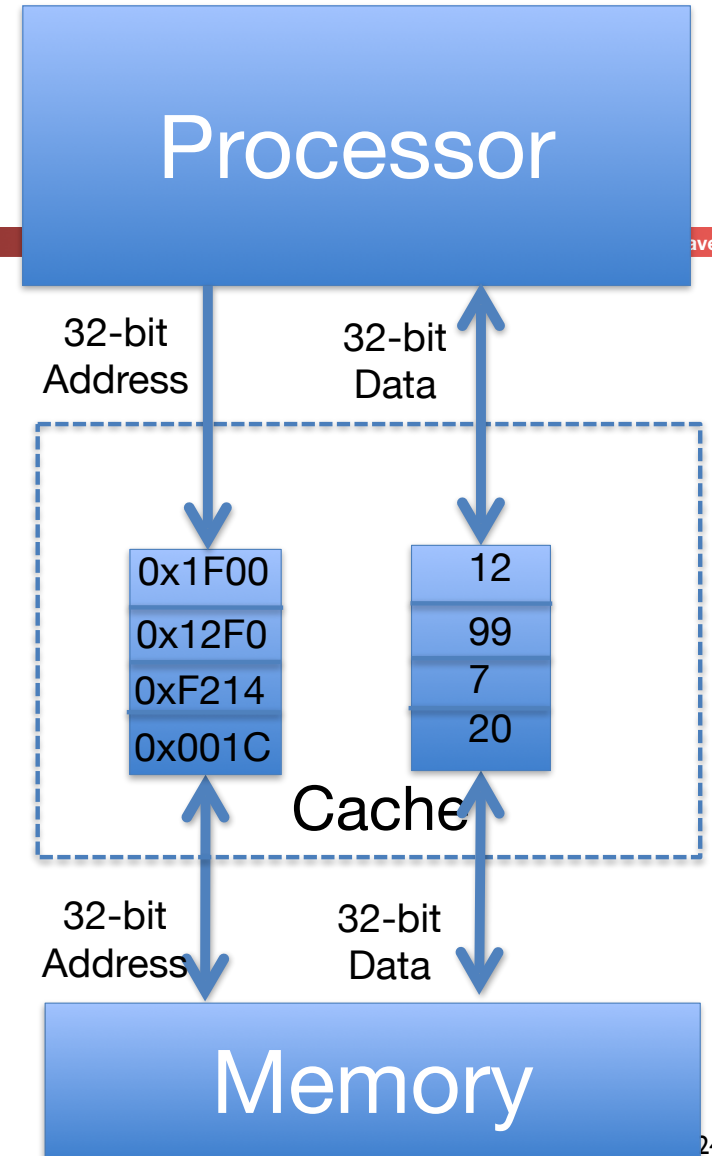 Processor
32-bit
Address
32-bit
Data
0x1F00
12
0x12F0
99
0xF214
7
0x001C
20
Cache
32-bit
Address
32-bit
Data
Memory